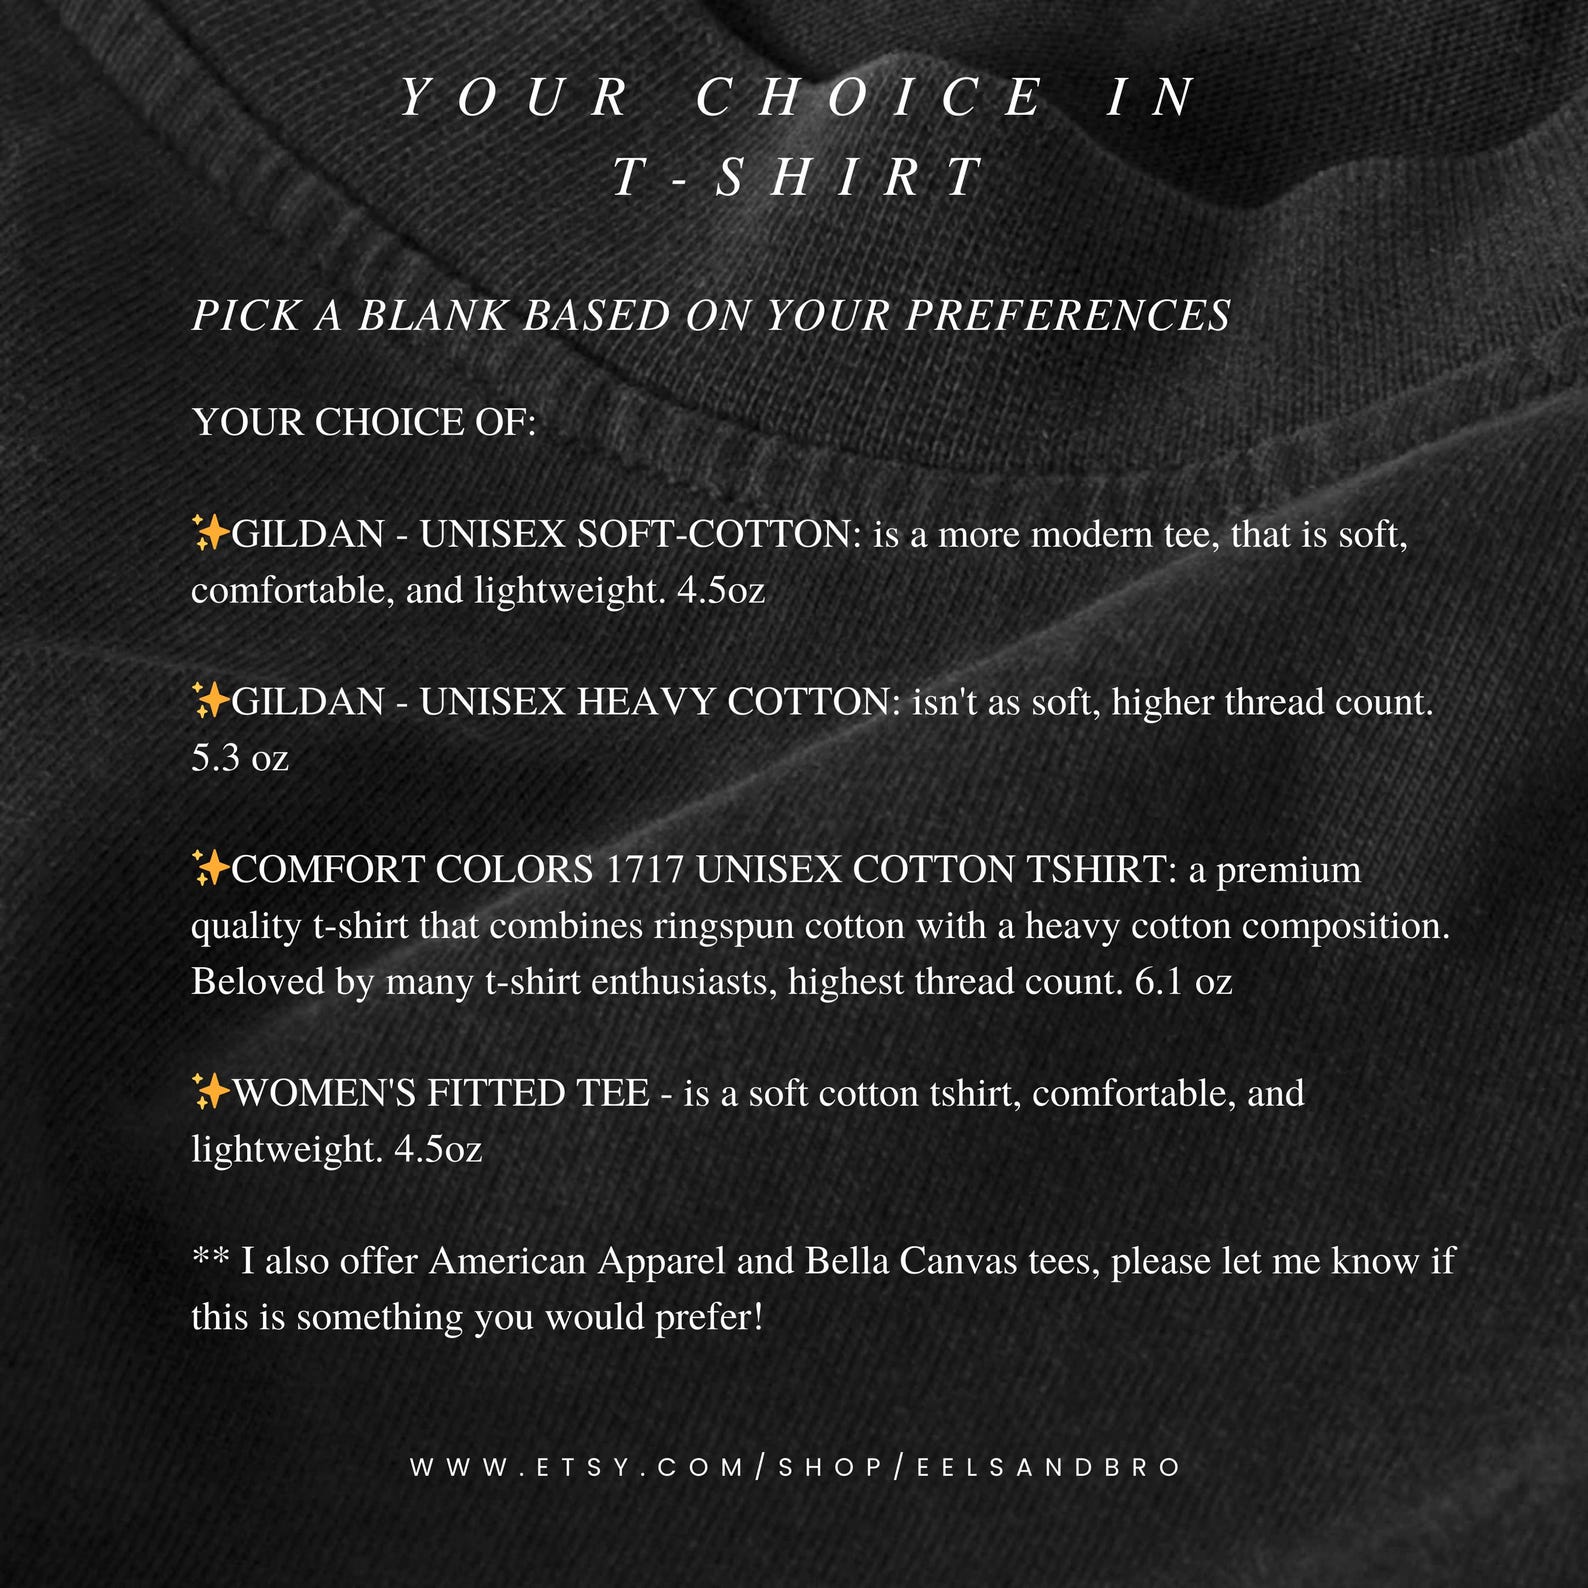 YOUR CHOICE IN
T-SHIRT
PICK A BLANK BASED ON YOUR PREFERENCES
YOUR CHOICE OF:
✨GILDAN - UNISEX SOFT-COTTON: is a more modern tee, that is soft,
comfortable, and lightweight. 4.5oz
✨GILDAN - UNISEX HEAVY COTTON: isn't as soft, higher thread count.
5.3 oz
✨COMFORT COLORS 1717 UNISEX COTTON TSHIRT: a premium
quality t-shirt that combines ringspun cotton with a heavy cotton composition.
Beloved by many t-shirt enthusiasts, highest thread count. 6.1 oz
✨WOMEN'S FITTED TEE - is a soft cotton tshirt, comfortable, and
lightweight. 4.5oz
** I also offer American Apparel and Bella Canvas tees, please let me know if
this is something you would prefer!
WWW.ETSY.COM/SHOP/EELSANDBRO